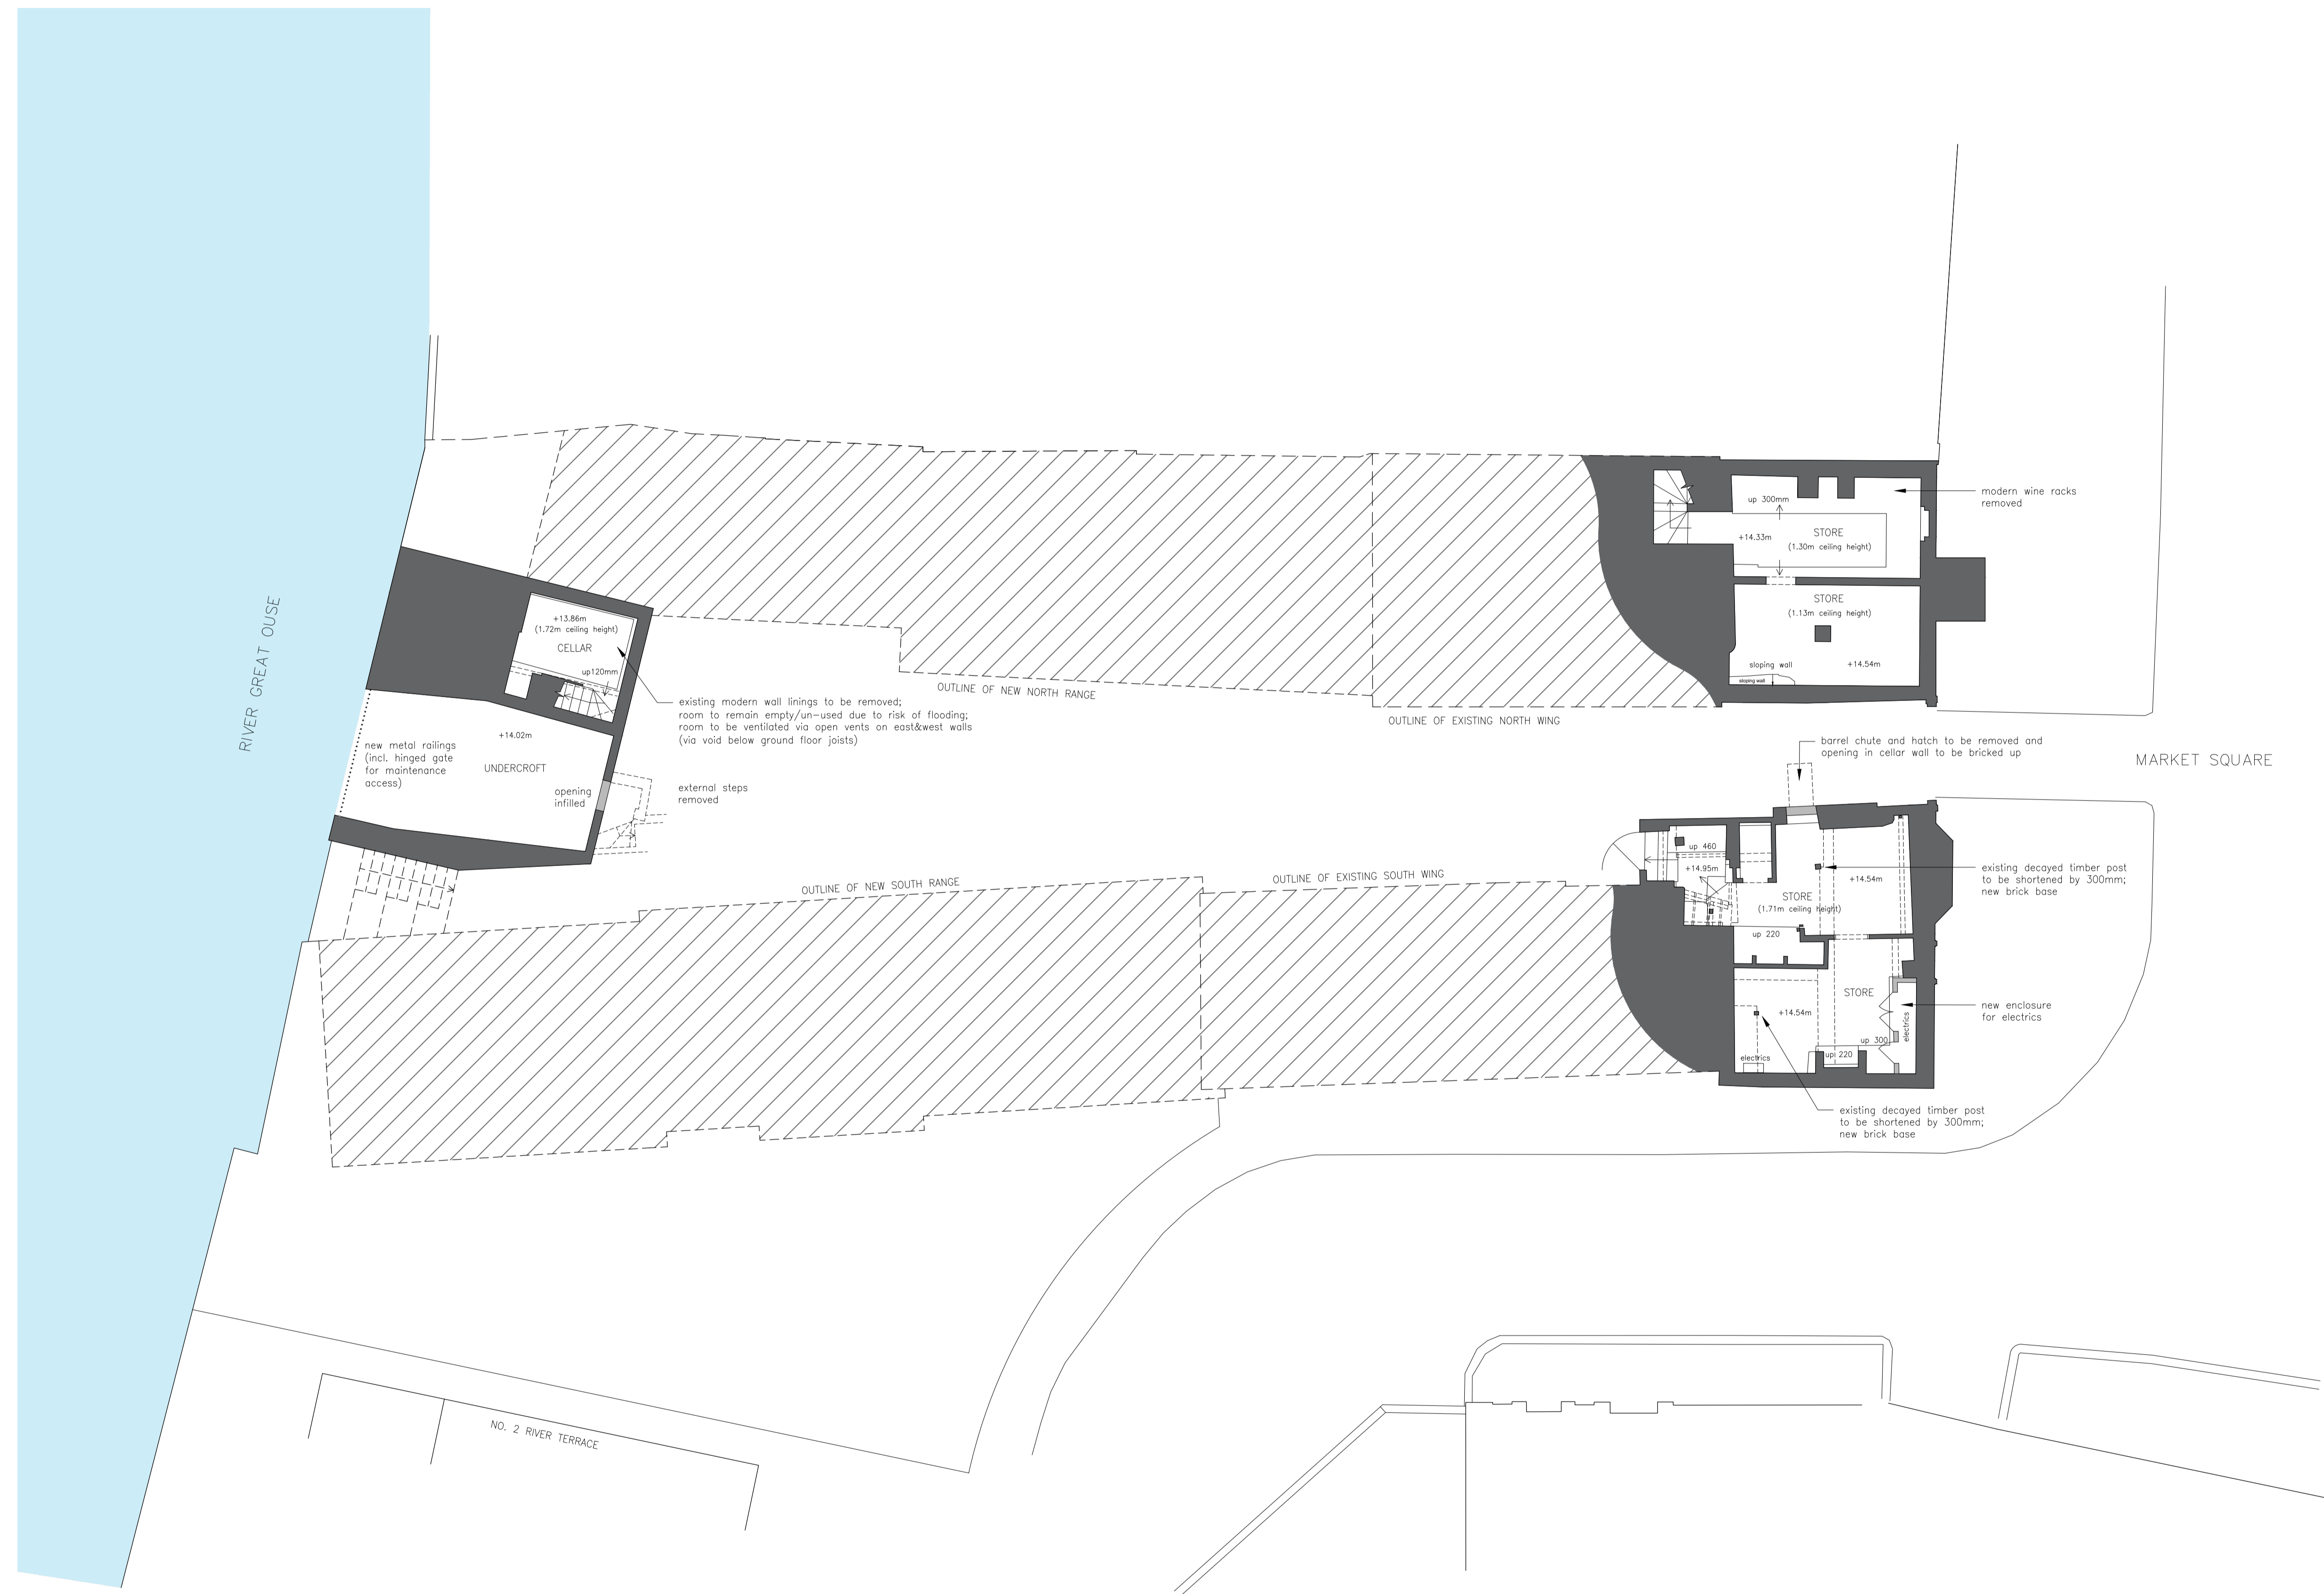 modern wine racks
removed
up 300mm
STORE
+14.33m
(1.30m ceiling height)
STORE
(1.13m ceiling height)
sloping wall
+14.54m
sloping wall
RIVER GREAT OUSE
+13.86m
(1.72m ceiling height)
CELLAR
up120mm
OUTLINE OF NEW NORTH RANGE
existing modern wall linings to be removed;
room to remain empty/un-used due to risk of flooding;
room to be ventilated via open vents on east&west walls
(via void below ground floor joists)
OUTLINE OF EXISTING NORTH WING
+14.02m
new metal railings
(incl. hinged gate
for maintenance
access)
UNDERCROFT
opening
infilled
external steps
removed
barrel chute and hatch to be removed and
opening in cellar wall to be bricked up
MARKET SQUARE
up 460
+14.95m
existing decayed timber post
to be shortened by 300mm;
new brick base
+14.54m
STORE
(1.71m ceiling height)
OUTLINE OF NEW SOUTH RANGE
OUTLINE OF EXISTING SOUTH WING
up 220
STORE
+14.54m
new enclosure
for electrics
electrics
up 300
up 220
electrics
existing decayed timber post
to be shortened by 300mm;
new brick base
NO. 2 RIVER TERRACE